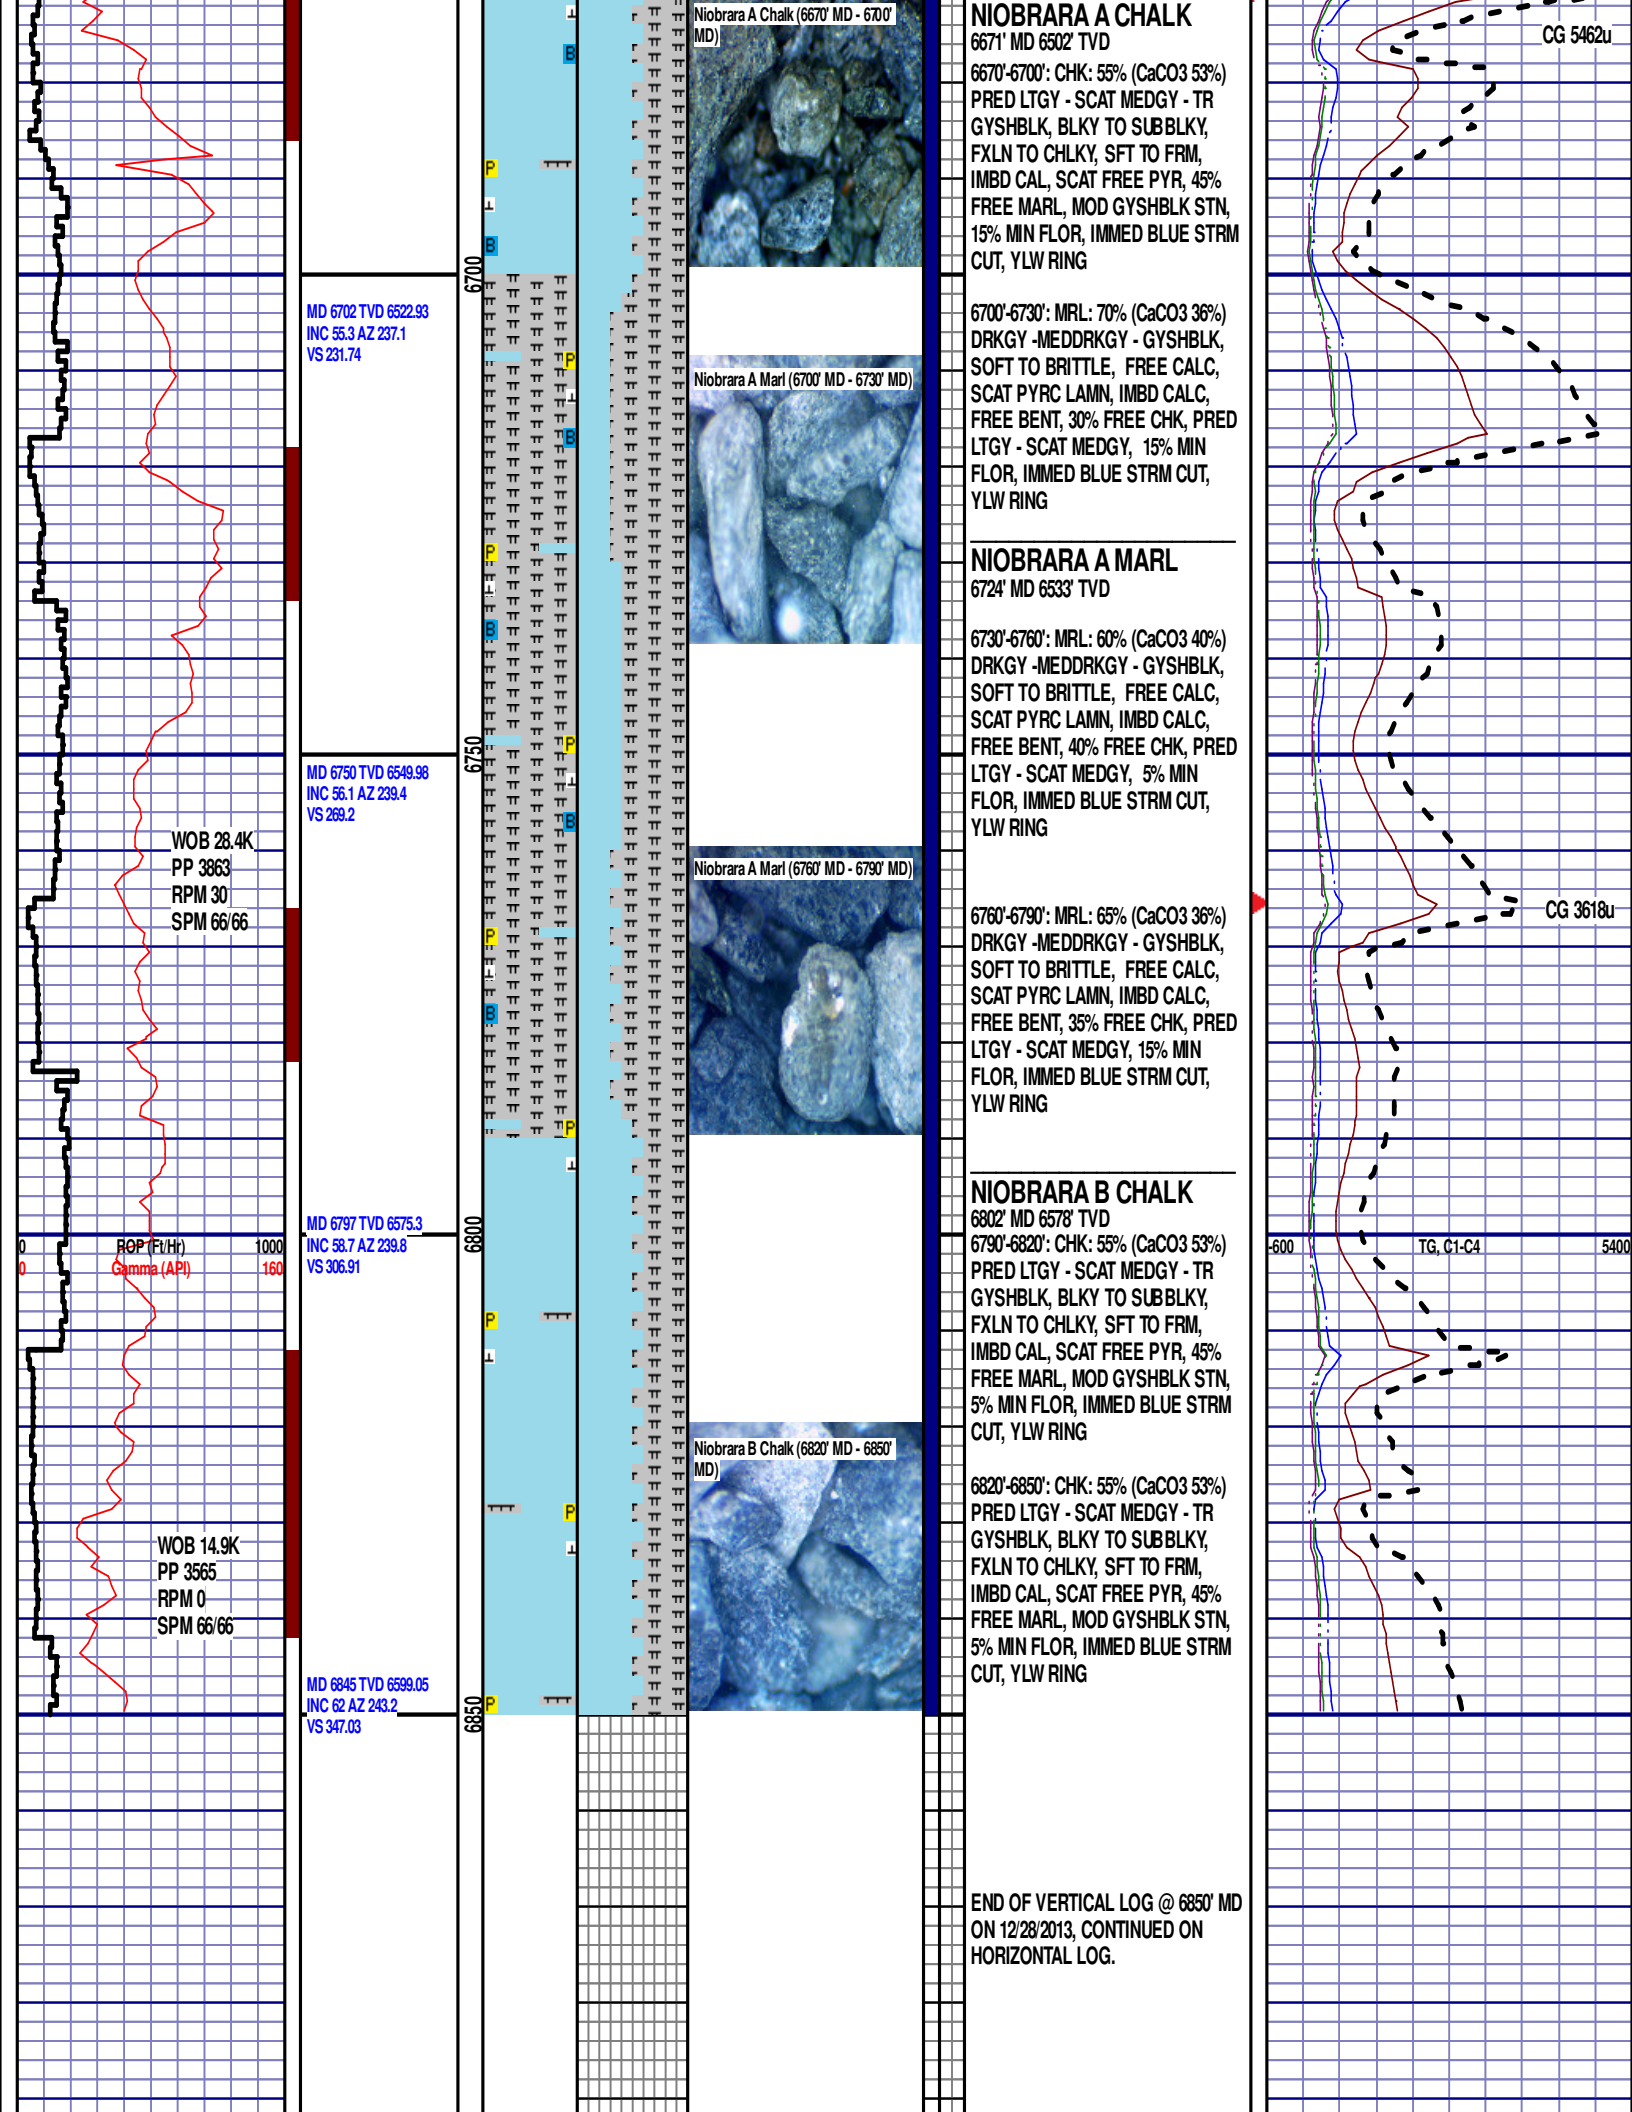 Niobrara A Chalk (6670' MD - 6700'
MD)
NIOBRARA A CHALK
6671' MD 6502' TVD
6670'-6700': CHK: 55% (CaCO3 53%)
PRED LTGY - SCAT MEDGY - TR
GYSHBLK, BLKY TO SUBBLKY,
FXLN TO CHLKY, SFT TO FRM,
IMBD CAL, SCAT FREE PYR, 45%
FREE MARL, MOD GYSHBLK STN,
15% MIN FLOR, IMMED BLUE STRM
CUT, YLW RING
CG 5462u
B
P
B
6700
MD 6702 TVD 6522.93
INC 55.3 AZ 237.1
VS 231.74
P
B
P
B
Niobrara A Marl (6700' MD - 6730' MD)
6700'-6730': MRL: 70% (CaCO3 36%)
DRKGY -MEDDRKGY - GYSHBLK,
SOFT TO BRITTLE, FREE CALC,
SCAT PYRC LAMN, IMBD CALC,
FREE BENT, 30% FREE CHK, PRED
LTGY - SCAT MEDGY, 15% MIN
FLOR, IMMED BLUE STRM CUT,
YLW RING
NIOBRARA A MARL
6724' MD 6533' TVD
6730'-6760': MRL: 60% (CaCO3 40%)
DRKGY -MEDDRKGY - GYSHBLK,
SOFT TO BRITTLE, FREE CALC,
SCAT PYRC LAMN, IMBD CALC,
FREE BENT, 40% FREE CHK, PRED
LTGY - SCAT MEDGY, 5% MIN
FLOR, IMMED BLUE STRM CUT,
YLW RING
6750
MD 6750 TVD 6549.98
INC 56.1 AZ 239.4
VS 269.2
WOB 28.4K
PP 3863
RPM 30
SPM 66/66
P
B
P
B
Niobrara A Marl (6760' MD - 6790' MD)
6760'-6790': MRL: 65% (CaCO3 36%)
DRKGY -MEDDRKGY - GYSHBLK,
SOFT TO BRITTLE, FREE CALC,
SCAT PYRC LAMN, IMBD CALC,
FREE BENT, 35% FREE CHK, PRED
LTGY - SCAT MEDGY, 15% MIN
FLOR, IMMED BLUE STRM CUT,
YLW RING
CG 3618u
P
NIOBRARA B CHALK
6802' MD 6578' TVD
6790'-6820': CHK: 55% (CaCO3 53%)
PRED LTGY - SCAT MEDGY - TR
GYSHBLK, BLKY TO SUBBLKY,
FXLN TO CHLKY, SFT TO FRM,
IMBD CAL, SCAT FREE PYR, 45%
FREE MARL, MOD GYSHBLK STN,
5% MIN FLOR, IMMED BLUE STRM
CUT, YLW RING
6800
MD 6797 TVD 6575.3
INC 58.7 AZ 239.8
VS 306.91
0 ROP (Ft/Hr) 1000
0 Gamma (API) 160
-600 TG, C1-C4 5400
P
P
Niobrara B Chalk (6820' MD - 6850'
MD)
6820'-6850': CHK: 55% (CaCO3 53%)
PRED LTGY - SCAT MEDGY - TR
GYSHBLK, BLKY TO SUBBLKY,
FXLN TO CHLKY, SFT TO FRM,
IMBD CAL, SCAT FREE PYR, 45%
FREE MARL, MOD GYSHBLK STN,
5% MIN FLOR, IMMED BLUE STRM
CUT, YLW RING
WOB 14.9K
PP 3565
RPM 0
SPM 66/66
MD 6845 TVD 6599.05
INC 62 AZ 243.2
VS 347.03
P
6850
END OF VERTICAL LOG @ 6850' MD
ON 12/28/2013, CONTINUED ON
HORIZONTAL LOG.